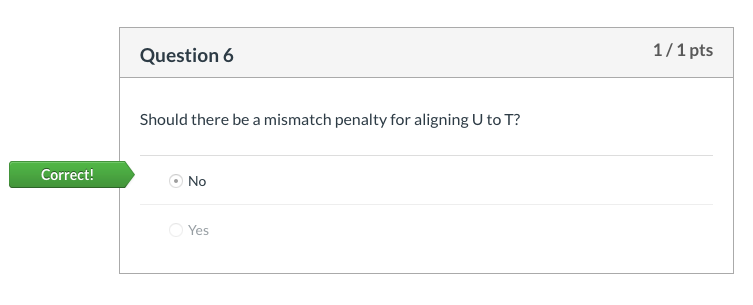 Question 6
1 / 1 pts
Should there be a mismatch penalty for aligning U to T?
Correct!
No
Yes